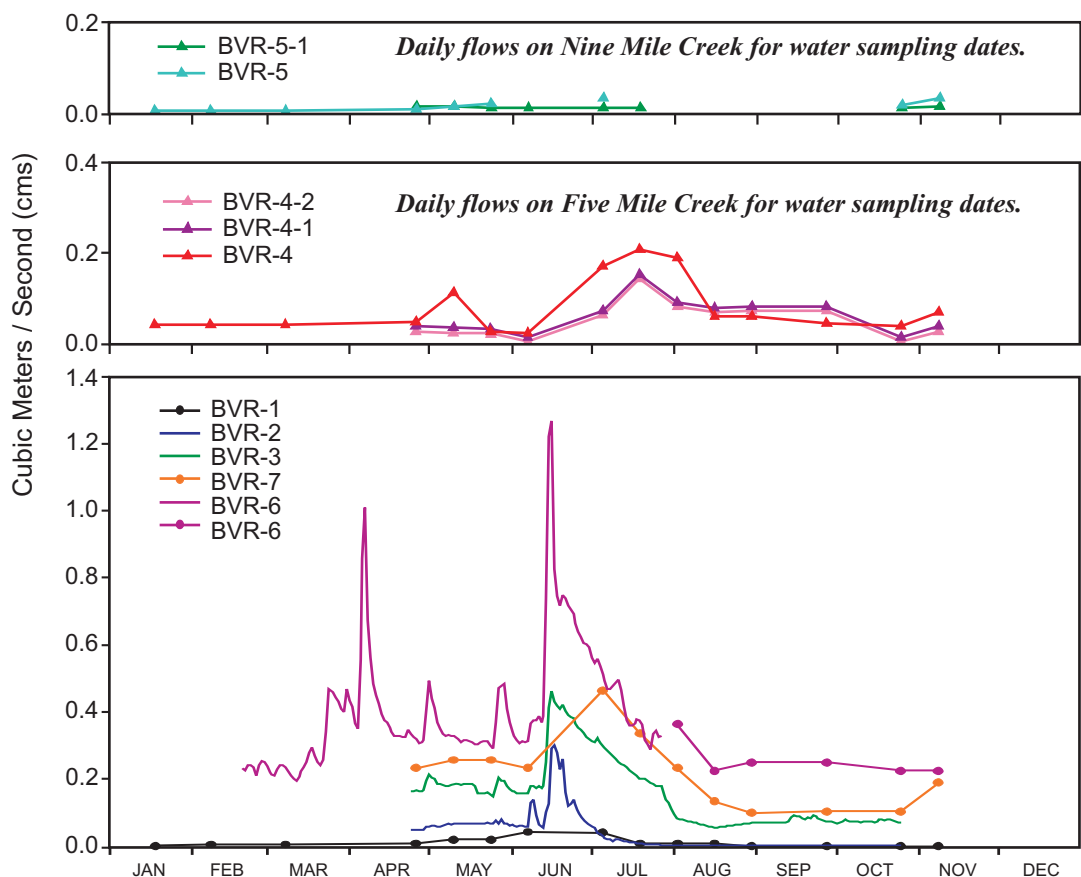 0.2
BVR-5-1
BVR-5
Daily flows on Nine Mile Creek for water sampling dates.
0.0
Cubic Meters / Second (cms)
0.4
BVR-4-2
BVR-4-1
BVR-4
Daily flows on Five Mile Creek for water sampling dates.
0.2
0.0
1.4
BVR-1
BVR-2
BVR-3
BVR-7
BVR-6
BVR-6
1.2
1.0
0.8
0.6
0.4
0.2
0.0
JAN FEB MAR APR MAY JUN JUL AUG SEP OCT NOV DEC